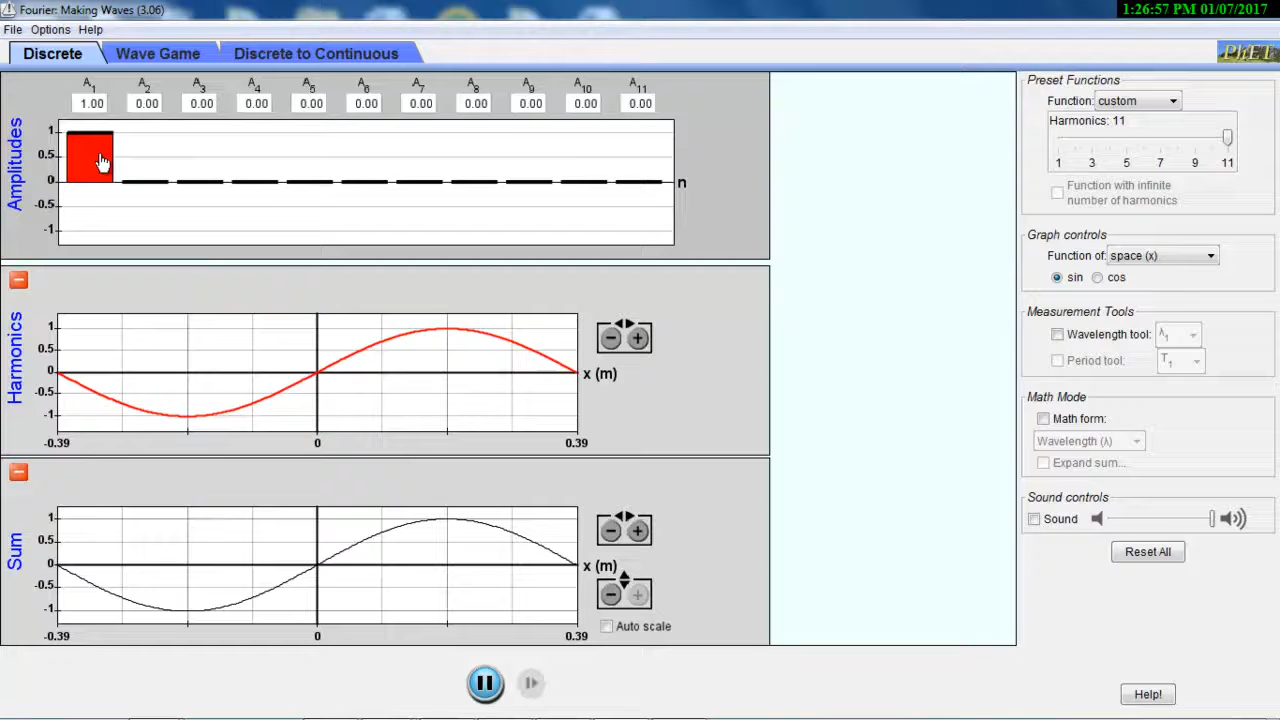 Fourier: Making Waves (3.06)
1:26:57 PM 01/07/2017
File Options Help
Discrete Wave Game Discrete to Continuous
PhET
A1 A2 A3 A4 A5 A6 A7 A8 A9 A10 A11
1.00 0.00 0.00 0.00 0.00 0.00 0.00 0.00 0.00 0.00 0.00
Amplitudes
1
0.5
0
-0.5
-1
n
Harmonics
1
0.5
0
-0.5
-1
x (m)
-0.39 0 0.39
Sum
1
0.5
0
-0.5
-1
x (m)
-0.39 0 0.39
Auto scale
Preset Functions
Function: custom
Harmonics: 11
1 3 5 7 9 11
Function with infinite
number of harmonics
Graph controls
Function of: space (x)
sin cos
Measurement Tools
Wavelength tool: λ1
Period tool: T1
Math Mode
Math form:
Wavelength (λ)
Expand sum...
Sound controls
Sound
Reset All
Help!